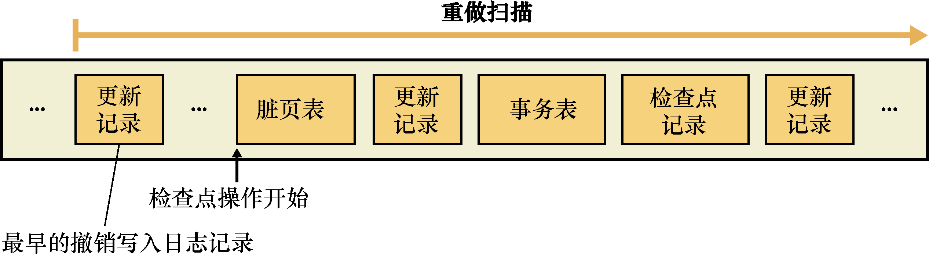 重做扫描
... 更新记录 ... 脏页表 更新记录 事务表 检查点记录 更新记录 ...
检查点操作开始
最早的撤销写入日志记录